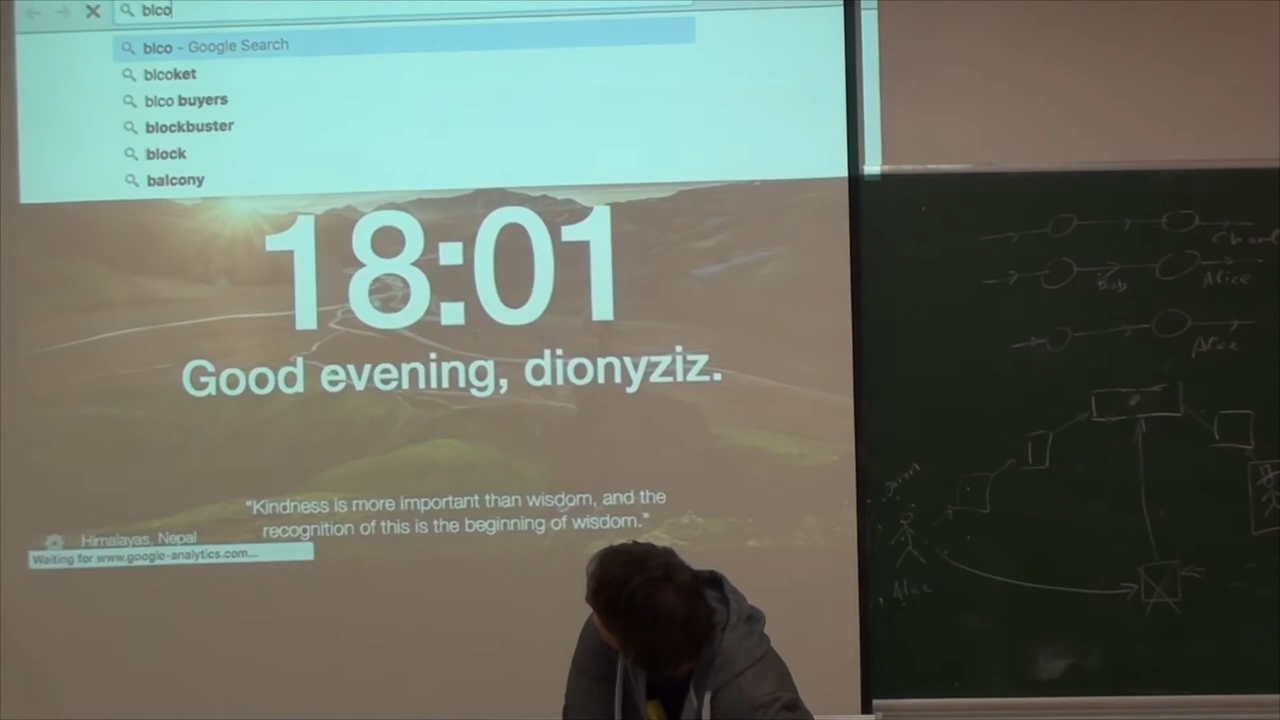 blco
blco - Google Search
blcoket
blco buyers
blockbuster
block
balcony
18:01
Good evening, dionyziz.
"Kindness is more important than wisdom, and the
recognition of this is the beginning of wisdom."
Himalayas, Nepal
Waiting for www.google-analytics.com...
Bob
Alice
Alice
Alice